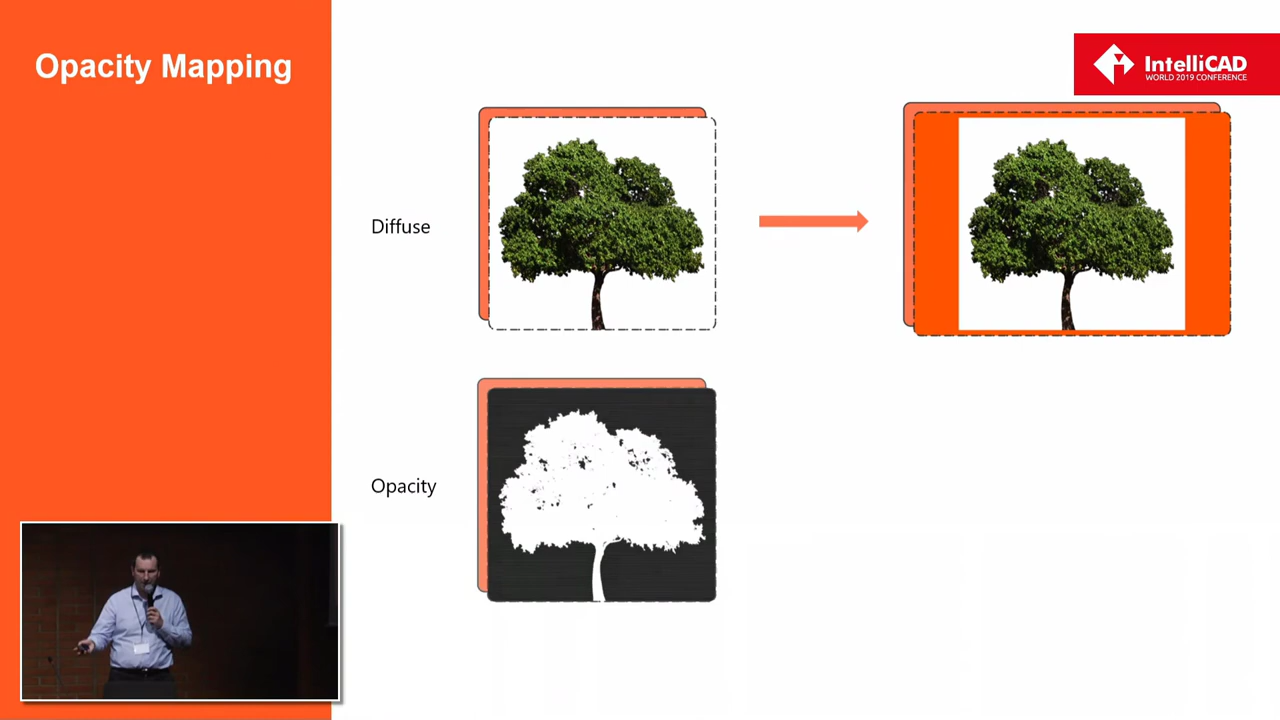 Opacity Mapping
IntelliCAD
WORLD 2019 CONFERENCE
Diffuse
Opacity